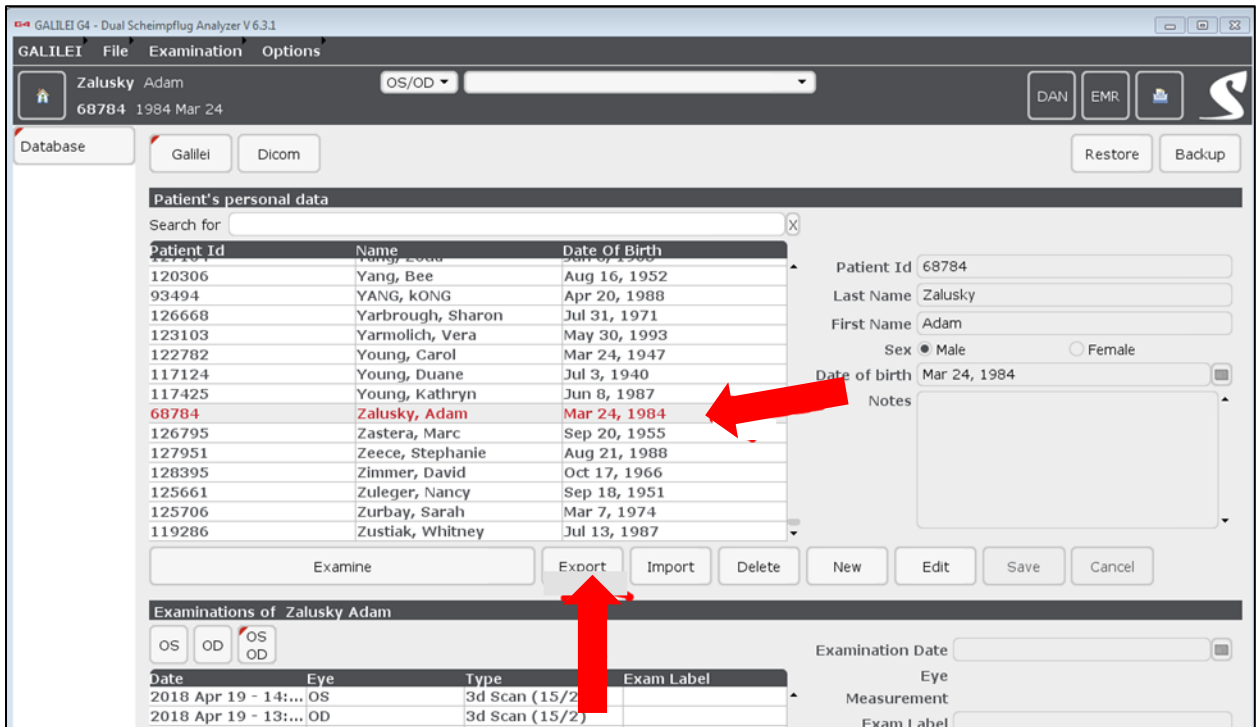 G4 GALILEI G4 - Dual Scheimpflug Analyzer V 6.3.1
GALILEI File Examination Options
Zalusky Adam
68784 1984 Mar 24
OS/OD
DAN EMR
Database
Galilei Dicom Restore Backup
Patient's personal data
Search for X
Patient Id Name Date Of Birth
120306 Yang, Bee Aug 16, 1952
93494 YANG, kONG Apr 20, 1988
126668 Yarbrough, Sharon Jul 31, 1971
123103 Yarmolich, Vera May 30, 1993
122782 Young, Carol Mar 24, 1947
117124 Young, Duane Jul 3, 1940
117425 Young, Kathryn Jun 8, 1987
68784 Zalusky, Adam Mar 24, 1984
126795 Zastera, Marc Sep 20, 1955
127951 Zeece, Stephanie Aug 21, 1988
128395 Zimmer, David Oct 17, 1966
125661 Zuleger, Nancy Sep 18, 1951
125706 Zurbay, Sarah Mar 7, 1974
119286 Zustiak, Whitney Jul 13, 1987
Patient Id 68784
Last Name Zalusky
First Name Adam
Sex Male Female
Date of birth Mar 24, 1984
Notes
Examine Export Import Delete New Edit Save Cancel
Examinations of Zalusky Adam
OS OD OS
OD
Date Eye Type Exam Label
2018 Apr 19 - 14:... OS 3d Scan (15/2
2018 Apr 19 - 13:... OD 3d Scan (15/2)
Examination Date
Eye
Measurement
Exam Label